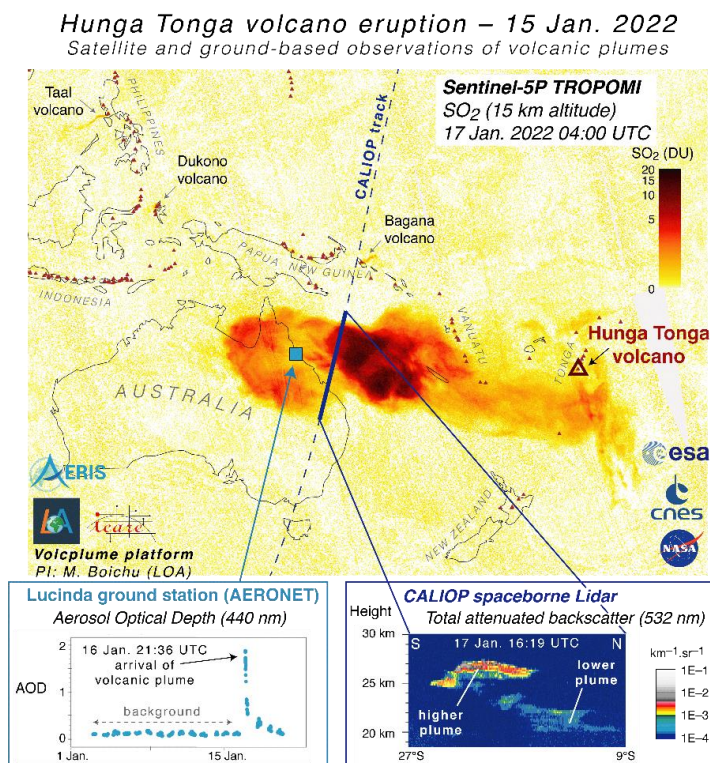 Hunga Tonga volcano eruption – 15 Jan. 2022
Satellite and ground-based observations of volcanic plumes
Sentinel-5P TROPOMI
SO₂ (15 km altitude)
17 Jan. 2022 04:00 UTC
Taal
volcano
PHILIPPINES
Dukono
volcano
CALIOP track
SO₂ (DU)
20
15
10
5
0
Bagana
volcano
PAPUA NEW GUINEA
INDONESIA
VANUATU
TONGA
Hunga Tonga
volcano
AUSTRALIA
NEW ZEALAND
AERIS
LOA
icare
Volcplume platform
PI: M. Boichu (LOA)
esa
cnes
NASA
Lucinda ground station (AERONET)
Aerosol Optical Depth (440 nm)
AOD
2
1
0
16 Jan. 21:36 UTC
arrival of
volcanic plume
background
1 Jan.
15 Jan.
CALIOP spaceborne Lidar
Total attenuated backscatter (532 nm)
Height
30 km
25 km
20 km
S
17 Jan. 16:19 UTC
N
higher
plume
lower
plume
27°S
9°S
km⁻¹.sr⁻¹
1E⁻1
1E⁻2
1E⁻3
1E⁻4